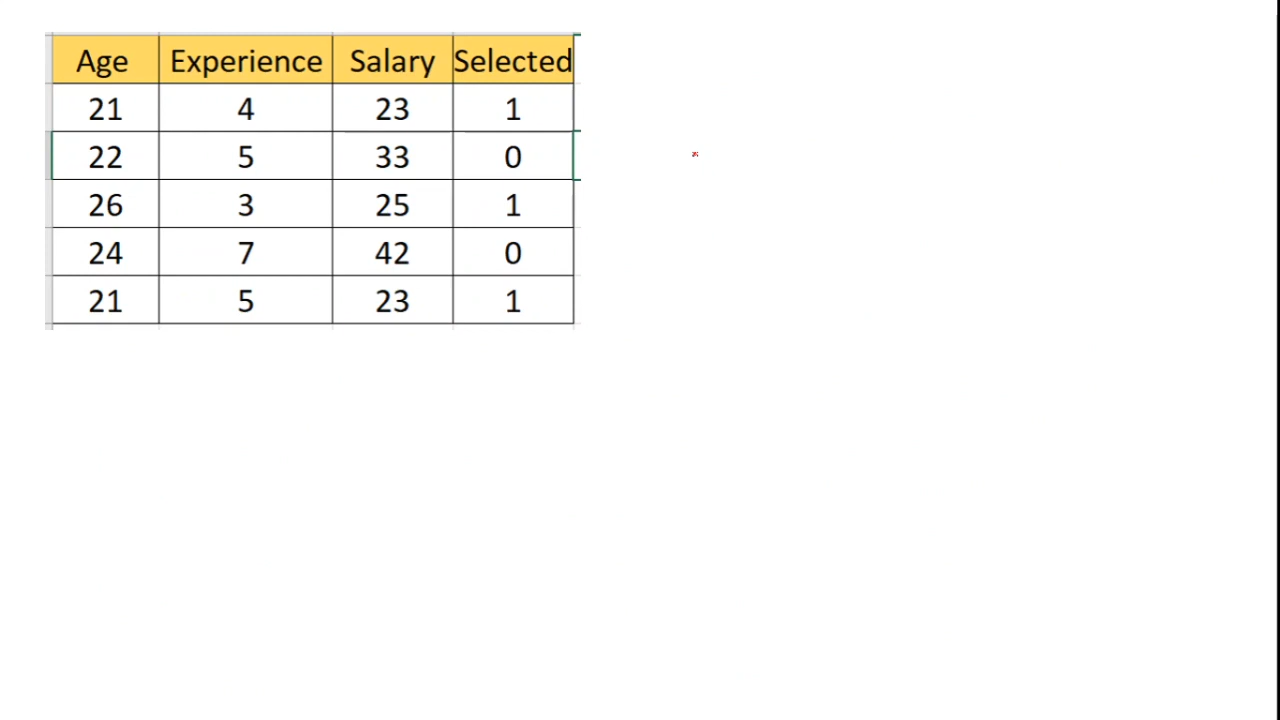 Age Experience Salary Selected
21 4 23 1
22 5 33 0
26 3 25 1
24 7 42 0
21 5 23 1